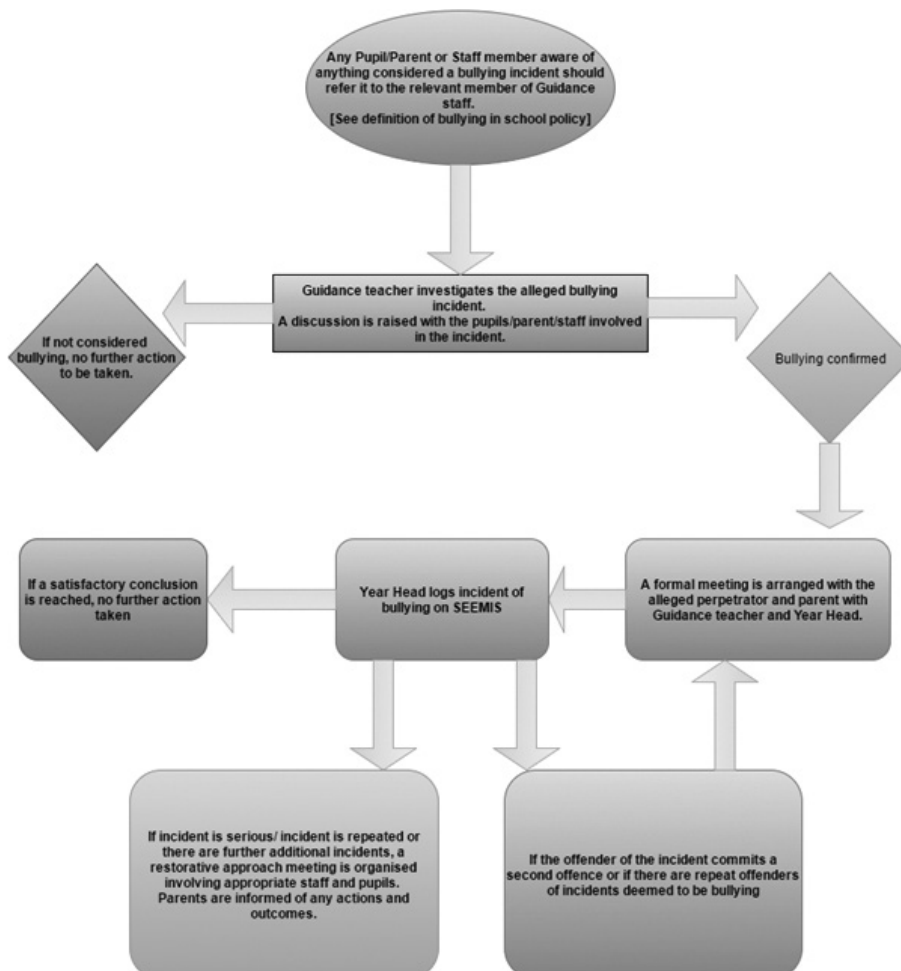 Any Pupil/Parent or Staff member aware of
anything considered a bullying incident should
refer it to the relevant member of Guidance
staff.
[See definition of bullying in school policy]
Guidance teacher investigates the alleged bullying
incident.
A discussion is raised with the pupils/parent/staff involved
in the incident.
If not considered
bullying, no further action
to be taken.
Bullying confirmed
A formal meeting is arranged with the
alleged perpetrator and parent with
Guidance teacher and Year Head.
Year Head logs incident of
bullying on SEEMIS
If a satisfactory conclusion
is reached, no further action
taken
If incident is serious/ incident is repeated or
there are further additional incidents, a
restorative approach meeting is organised
involving appropriate staff and pupils.
Parents are informed of any actions and
outcomes.
If the offender of the incident commits a
second offence or if there are repeat offenders
of incidents deemed to be bullying